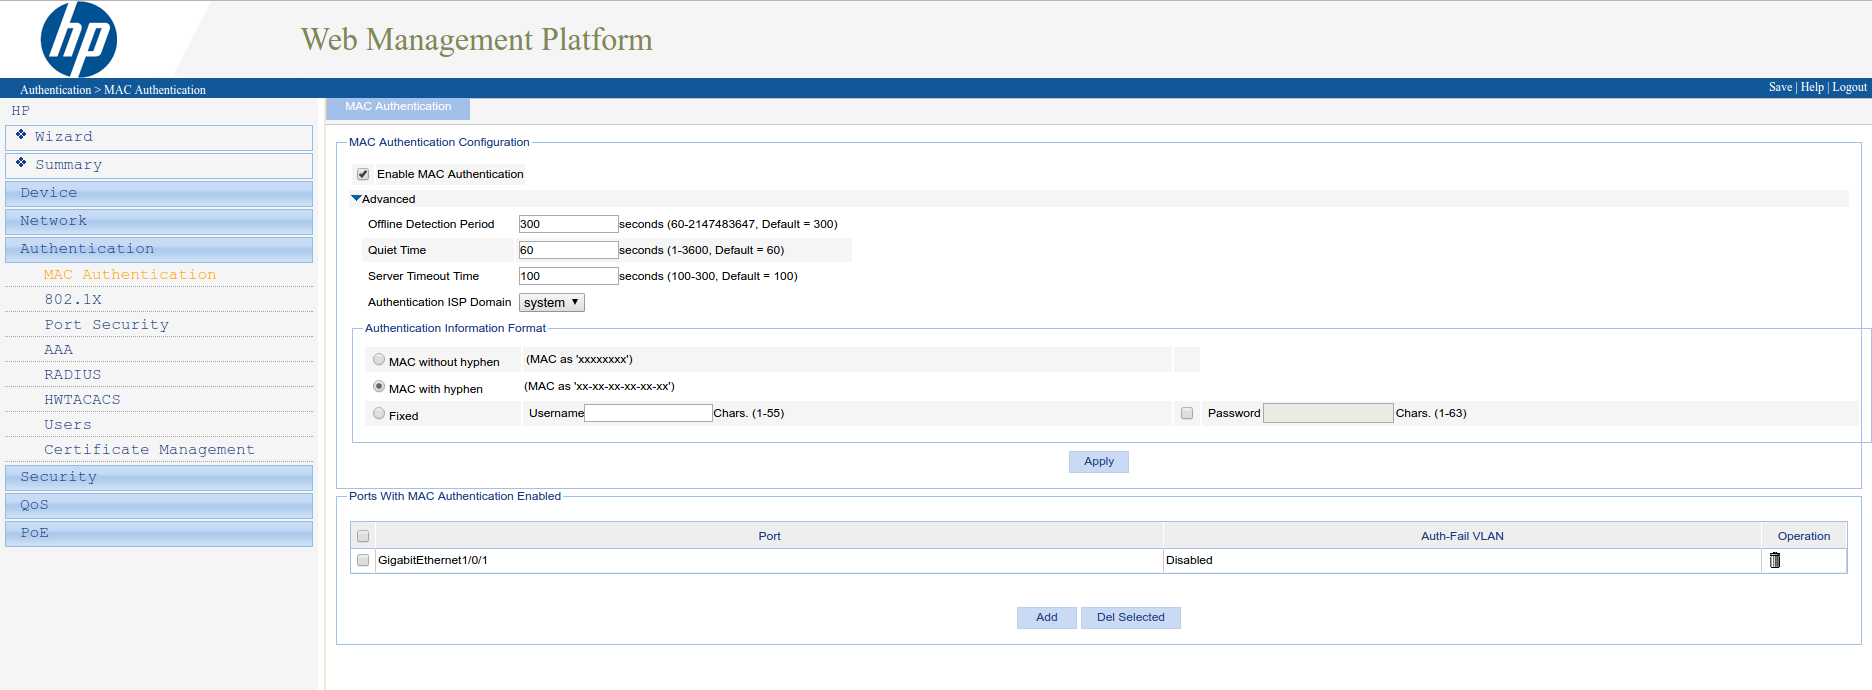 hp
Web Management Platform
Authentication > MAC Authentication
Save | Help | Logout
HP
Wizard
Summary
Device
Network
Authentication
MAC Authentication
802.1X
Port Security
AAA
RADIUS
HWTACACS
Users
Certificate Management
Security
QoS
PoE
MAC Authentication
MAC Authentication Configuration
Enable MAC Authentication
Advanced
Offline Detection Period 300 seconds (60-2147483647, Default = 300)
Quiet Time 60 seconds (1-3600, Default = 60)
Server Timeout Time 100 seconds (100-300, Default = 100)
Authentication ISP Domain system
Authentication Information Format
MAC without hyphen (MAC as 'xxxxxxxx')
MAC with hyphen (MAC as 'xx-xx-xx-xx-xx-xx')
Fixed Username Chars. (1-55) Password Chars. (1-63)
Apply
Ports With MAC Authentication Enabled
Port Auth-Fail VLAN Operation
GigabitEthernet1/0/1 Disabled
Add Del Selected